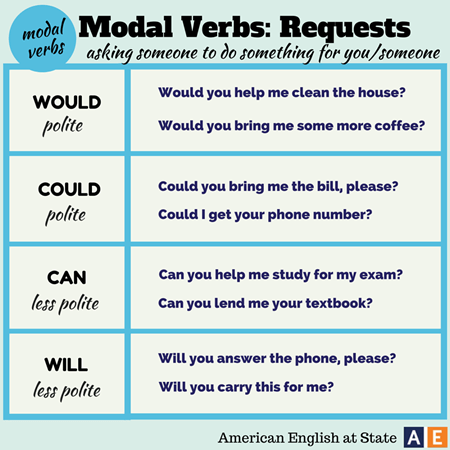 modal
verbs
Modal Verbs: Requests
asking someone to do something for you/someone
WOULD
polite
Would you help me clean the house?
Would you bring me some more coffee?
COULD
polite
Could you bring me the bill, please?
Could I get your phone number?
CAN
less polite
Can you help me study for my exam?
Can you lend me your textbook?
WILL
less polite
Will you answer the phone, please?
Will you carry this for me?
American English at State AE